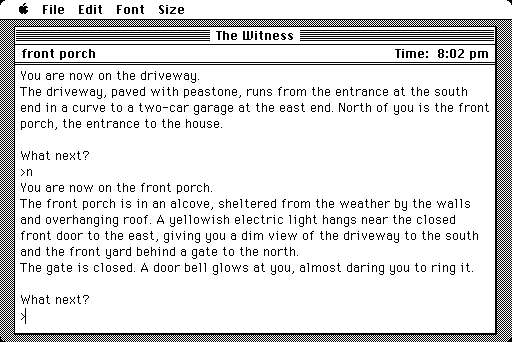 File Edit Font Size
The Witness
front porch Time: 8:02 pm
You are now on the driveway.
The driveway, paved with peastone, runs from the entrance at the south
end in a curve to a two-car garage at the east end. North of you is the front
porch, the entrance to the house.
What next?
>n
You are now on the front porch.
The front porch is in an alcove, sheltered from the weather by the walls
and overhanging roof. A yellowish electric light hangs near the closed
front door to the east, giving you a dim view of the driveway to the south
and the front yard behind a gate to the north.
The gate is closed. A door bell glows at you, almost daring you to ring it.
What next?
>